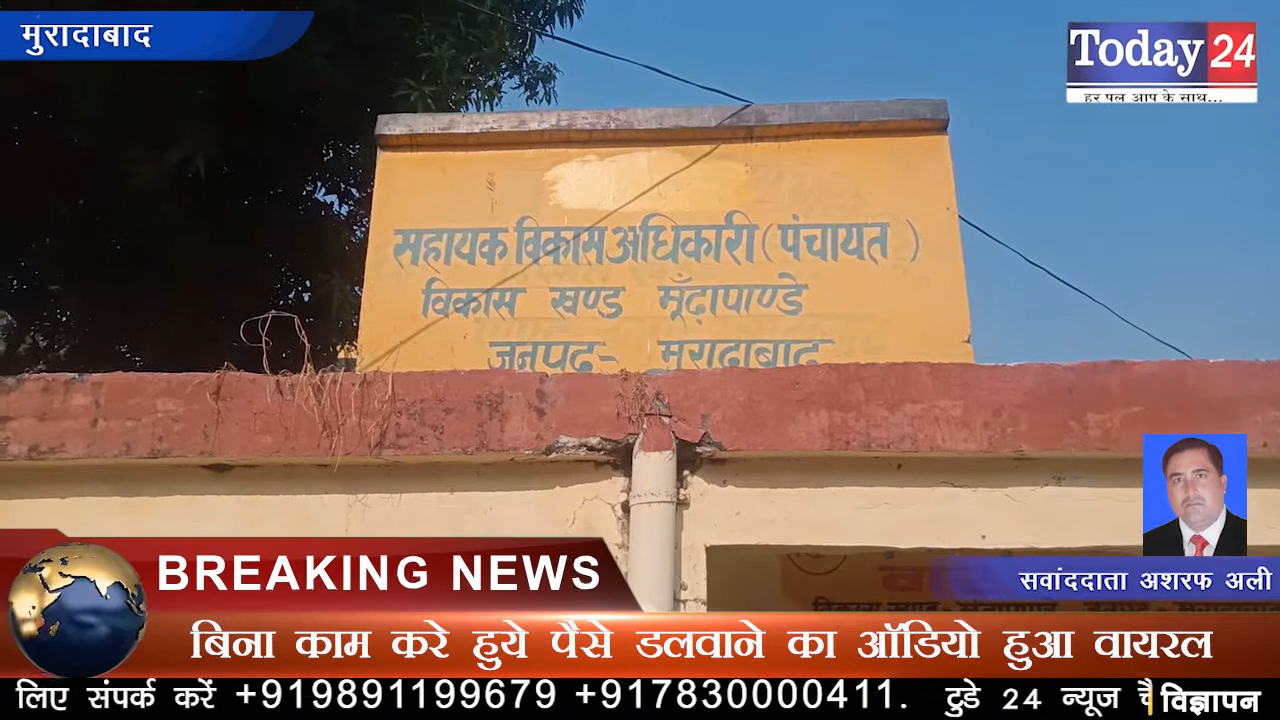 मुरादाबाद
Today 24
हर पल आप के साथ...
सहायक विकास अधिकारी ( पंचायत )
विकास खण्ड मूँढ़ापाण्डे
जनपद- मुरादाबाद
सवांददाता अशरफ अली
BREAKING NEWS
बिना काम करे हुये पैसे डलवाने का ऑडियो हुआ वायरल
लिए संपर्क करें +919891199679 +917830000411. टुडे 24 न्यूज चै
विज्ञापन